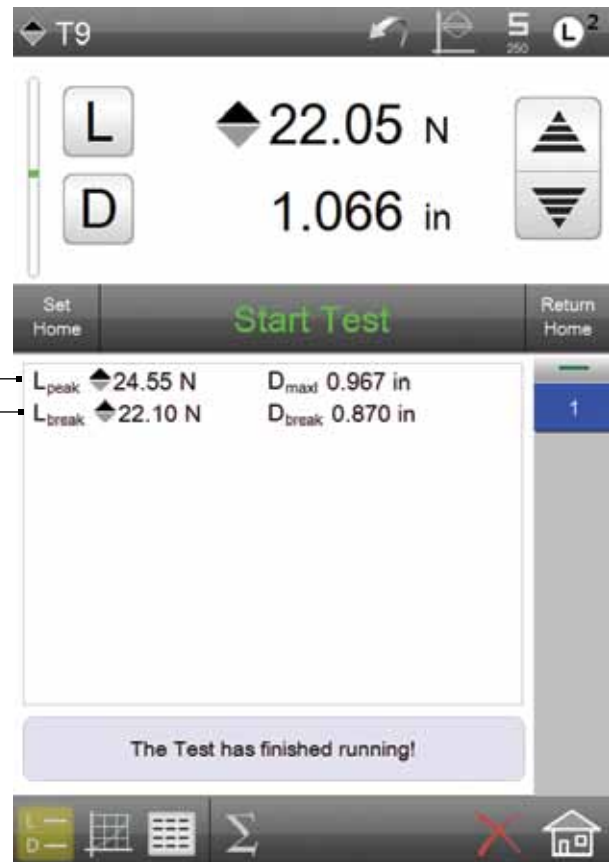 T9 S 250 L 2
L 22.05 N
D 1.066 in
Set Home Start Test Return Home
Lpeak 24.55 N Dmaxl 0.967 in
1
Lbreak 22.10 N Dbreak 0.870 in
The Test has finished running!
L
D
Σ